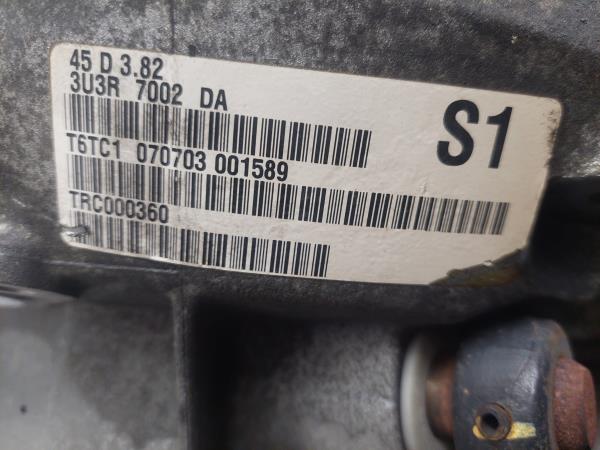 45 D 3.82
3U3R 7002 DA
S1
T6TC1 070703 001589
TRC000360